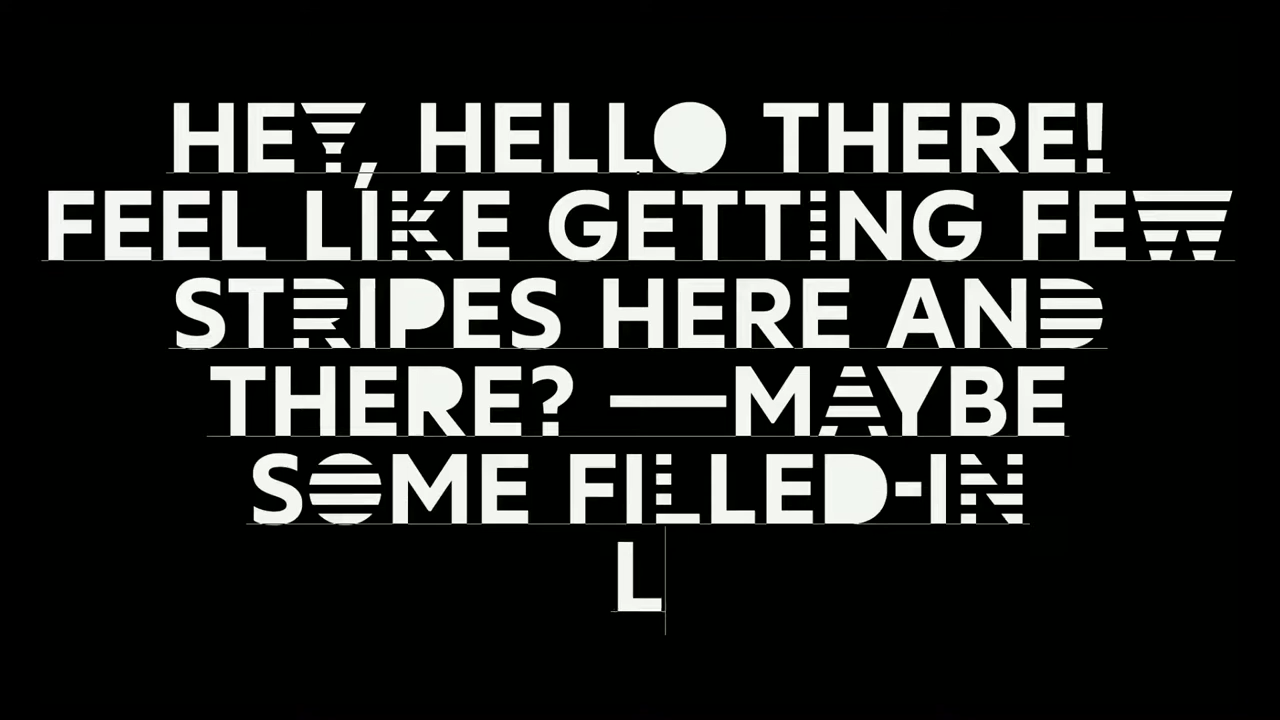 HEY, HELLO THERE!
FEEL LIKE GETTING FEW
STRIPES HERE AND
THERE? —MAYBE
SOME FILLED-IN
L